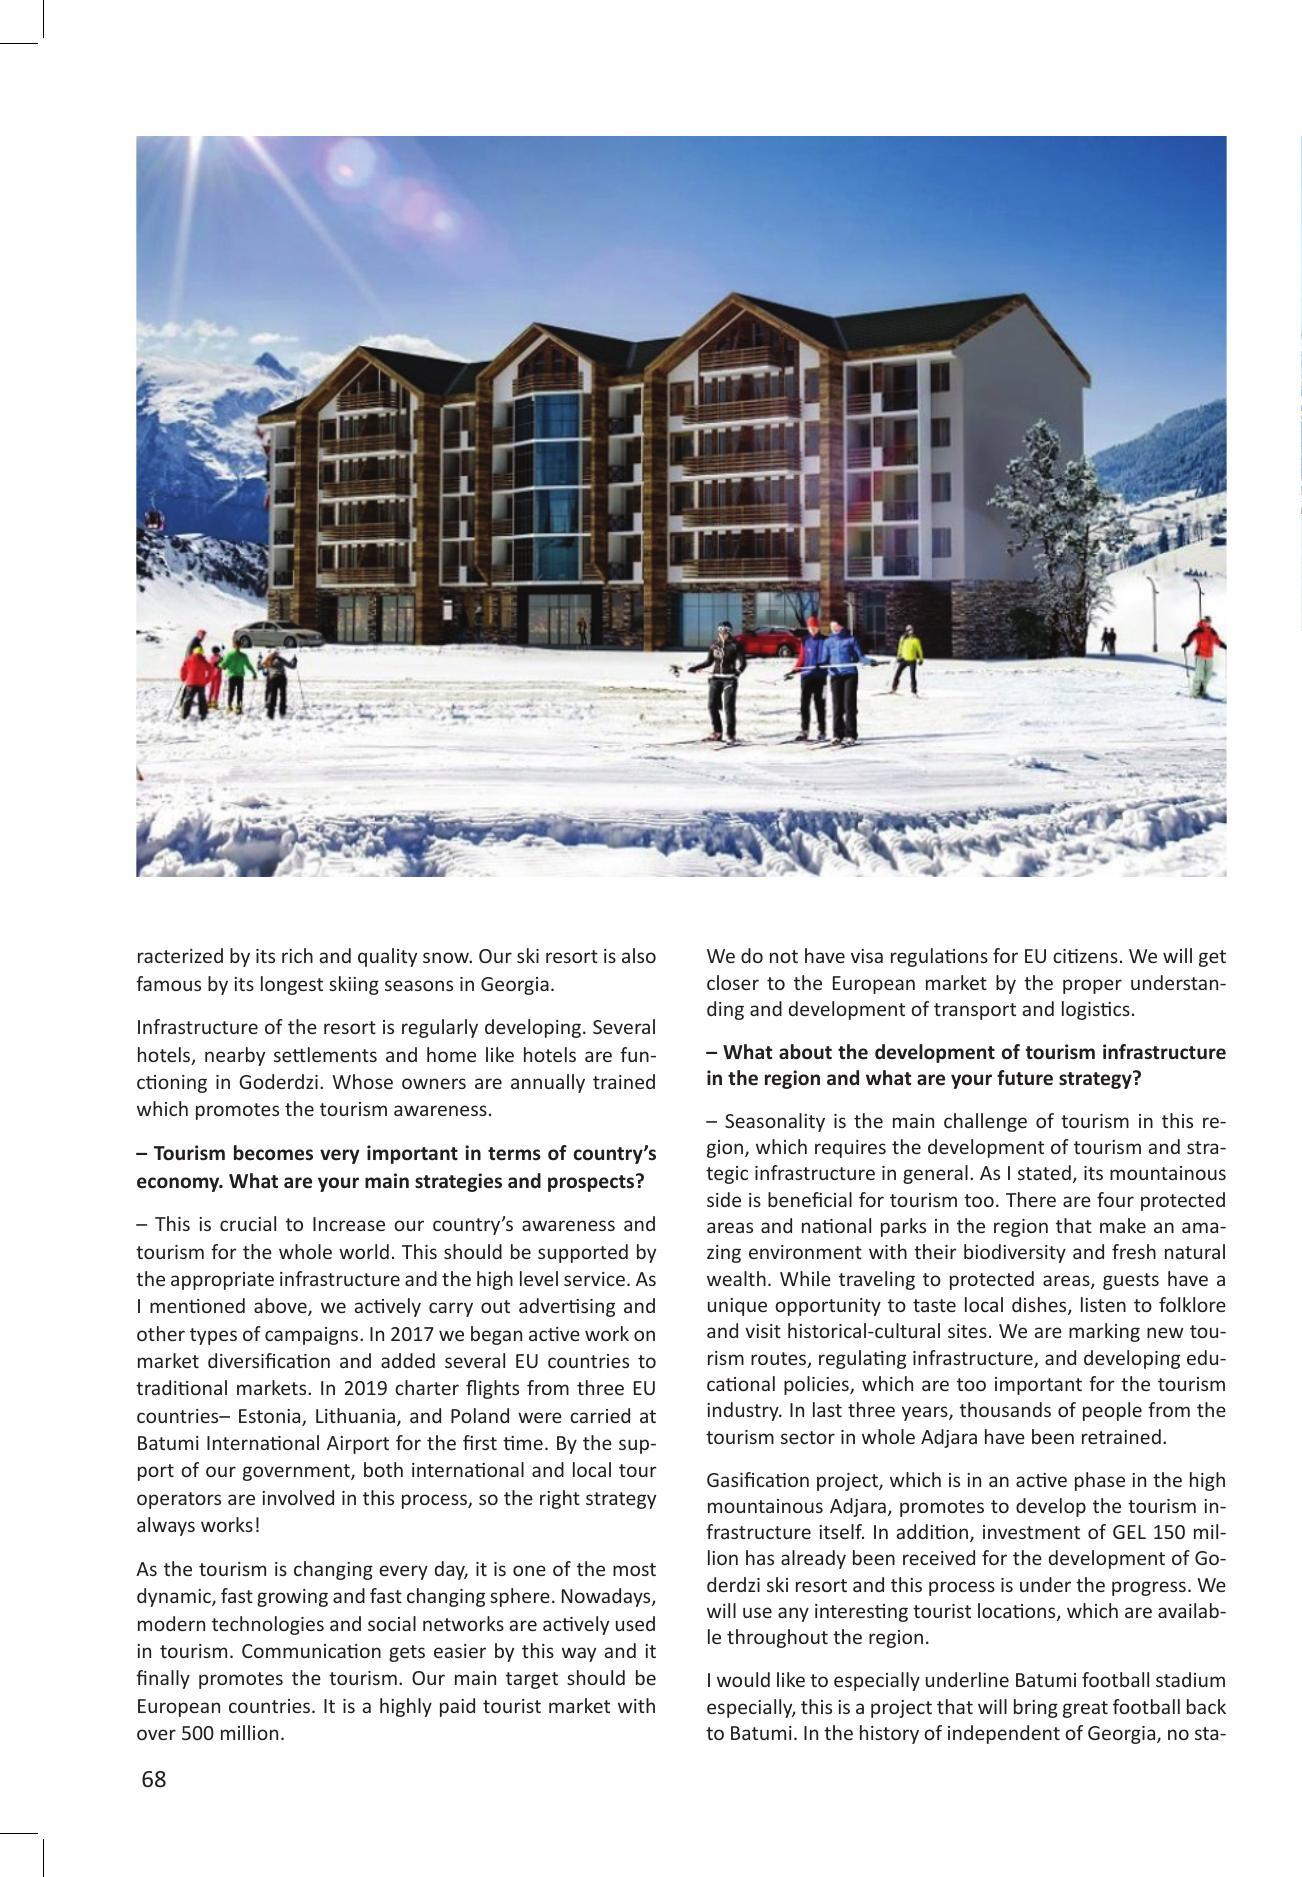 racterized by its rich and quality snow. Our ski resort is also
famous by its longest skiing seasons in Georgia.
Infrastructure of the resort is regularly developing. Several
hotels, nearby settlements and home like hotels are fun-
ctioning in Goderdzi. Whose owners are annually trained
which promotes the tourism awareness.
– Tourism becomes very important in terms of country’s
economy. What are your main strategies and prospects?
– This is crucial to Increase our country’s awareness and
tourism for the whole world. This should be supported by
the appropriate infrastructure and the high level service. As
I mentioned above, we actively carry out advertising and
other types of campaigns. In 2017 we began active work on
market diversification and added several EU countries to
traditional markets. In 2019 charter flights from three EU
countries– Estonia, Lithuania, and Poland were carried at
Batumi International Airport for the first time. By the sup-
port of our government, both international and local tour
operators are involved in this process, so the right strategy
always works!
As the tourism is changing every day, it is one of the most
dynamic, fast growing and fast changing sphere. Nowadays,
modern technologies and social networks are actively used
in tourism. Communication gets easier by this way and it
finally promotes the tourism. Our main target should be
European countries. It is a highly paid tourist market with
over 500 million.
We do not have visa regulations for EU citizens. We will get
closer to the European market by the proper understan-
ding and development of transport and logistics.
– What about the development of tourism infrastructure
in the region and what are your future strategy?
– Seasonality is the main challenge of tourism in this re-
gion, which requires the development of tourism and stra-
tegic infrastructure in general. As I stated, its mountainous
side is beneficial for tourism too. There are four protected
areas and national parks in the region that make an ama-
zing environment with their biodiversity and fresh natural
wealth. While traveling to protected areas, guests have a
unique opportunity to taste local dishes, listen to folklore
and visit historical-cultural sites. We are marking new tou-
rism routes, regulating infrastructure, and developing edu-
cational policies, which are too important for the tourism
industry. In last three years, thousands of people from the
tourism sector in whole Adjara have been retrained.
Gasification project, which is in an active phase in the high
mountainous Adjara, promotes to develop the tourism in-
frastructure itself. In addition, investment of GEL 150 mil-
lion has already been received for the development of Go-
derdzi ski resort and this process is under the progress. We
will use any interesting tourist locations, which are availab-
le throughout the region.
I would like to especially underline Batumi football stadium
especially, this is a project that will bring great football back
to Batumi. In the history of independent of Georgia, no sta-
68